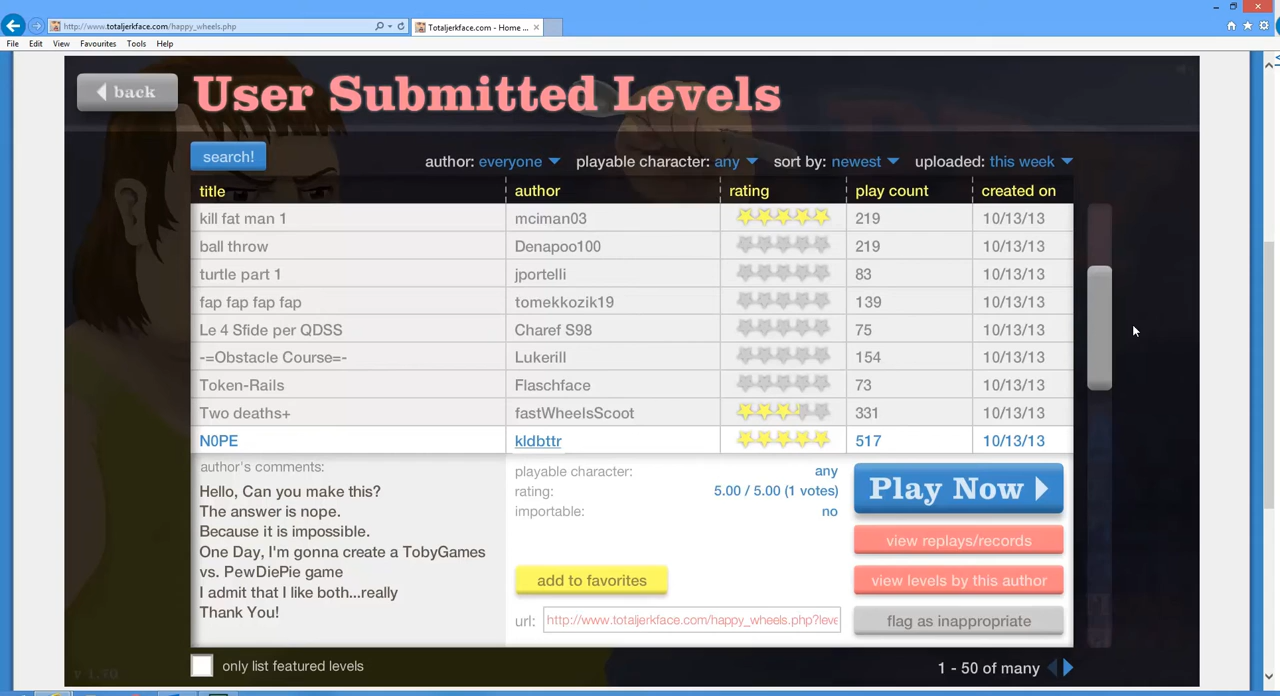 http://www.totaljerkface.com/happy_wheels.php
Totaljerkface.com - Home ...
File Edit View Favourites Tools Help
back
User Submitted Levels
search!
author: everyone playable character: any sort by: newest uploaded: this week
title author rating play count created on
kill fat man 1 mciman03 219 10/13/13
ball throw Denapoo100 219 10/13/13
turtle part 1 jportelli 83 10/13/13
fap fap fap fap tomekkozik19 139 10/13/13
Le 4 Sfide per QDSS Charef S98 75 10/13/13
-=Obstacle Course=- Lukerill 154 10/13/13
Token-Rails Flaschface 73 10/13/13
Two deaths+ fastWheelsScoot 331 10/13/13
N0PE kldbttr 517 10/13/13
author's comments:
Hello, Can you make this?
The answer is nope.
Because it is impossible.
One Day, I'm gonna create a TobyGames
vs. PewDiePie game
I admit that I like both...really
Thank You!
playable character: any
rating: 5.00 / 5.00 (1 votes)
importable: no
add to favorites
url: http://www.totaljerkface.com/happy_wheels.php?leve
Play Now
view replays/records
view levels by this author
flag as inappropriate
only list featured levels
1 - 50 of many
v 1.70